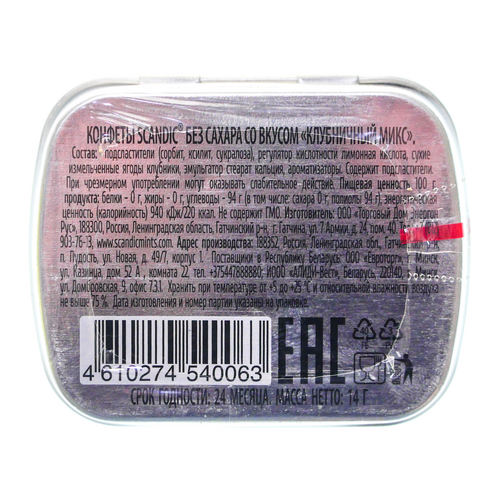 КОНФЕТЫ SCANDIC® БЕЗ САХАРА СО ВКУСОМ «КЛУБНИЧНЫЙ МИКС».
Состав: подсластители (сорбит, ксилит, сукралоза), регулятор кислотности лимонная кислота, сухие
измельченные ягоды клубники, эмульгатор стеарат кальция, ароматизаторы. Содержит подсластители.
При чрезмерном употреблении могут оказывать слабительное действие. Пищевая ценность 100 г
продукта: белки - 0 г, жиры - 0 г, углеводы - 94 г (в том числе: сахара 0 г, полиолы 94 г), энергетическая
ценность (калорийность) 940 кДж/220 ккал. Не содержит ГМО. Изготовитель: ООО «Торговый Дом Энергон
Рус», 188300, Россия, Ленинградская обл., Гатчинский р-н, г. Гатчина, ул. 7 Армии, д. 24, пом. 40,
903-76-13, www.scandicmints.com. Адрес производства: 188352, Россия, Ленинградская обл., Гатчинский
п. Пудость, ул. Новая, д. 49/7, корпус 1. Поставщики в Республику Беларусь: ООО «Евроторг», г. Минск,
ул. Казинца, дом 52 А, комната 22, тел. +37544788880; ИООО «АЛИДИ-Вест», Беларусь, 220140,
ул. Домбровская, 9, офис 7.3.1. Хранить при температуре от +5 до +25 °С и относительной влажности воздуха
не выше 75 %. Дата изготовления и номер партии указаны на упаковке.
4 610274 540063
EAC
СРОК ГОДНОСТИ: 24 МЕСЯЦА. МАССА НЕТТО: 14 Г